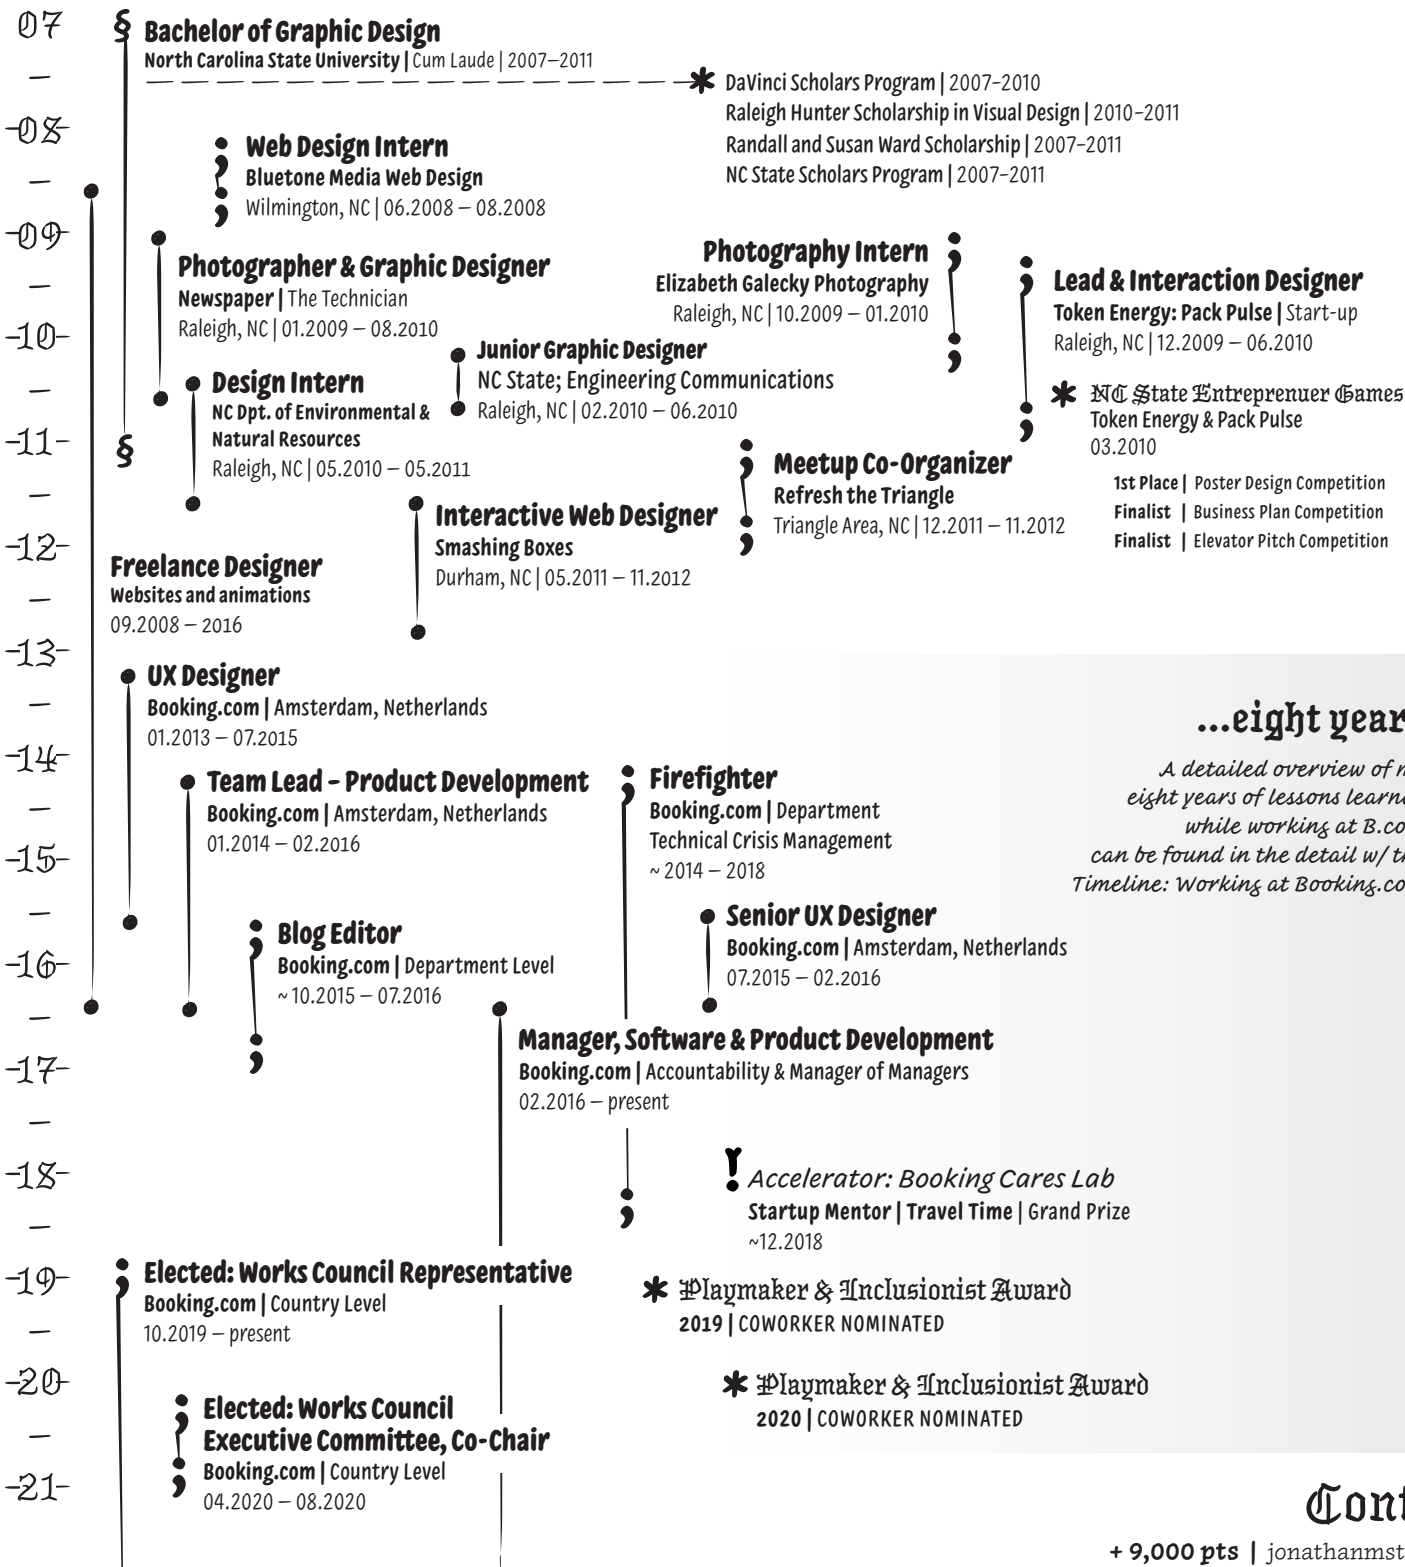 07
Bachelor of Graphic Design
North Carolina State University | Cum Laude | 2007–2011
DaVinci Scholars Program | 2007–2010
Raleigh Hunter Scholarship in Visual Design | 2010–2011
Randall and Susan Ward Scholarship | 2007–2011
NC State Scholars Program | 2007–2011
08
Web Design Intern
Bluetone Media Web Design
Wilmington, NC | 06.2008 – 08.2008
09
Photographer & Graphic Designer
Newspaper | The Technician
Raleigh, NC | 01.2009 – 08.2010
Photography Intern
Elizabeth Galecky Photography
Raleigh, NC | 10.2009 – 01.2010
Lead & Interaction Designer
Token Energy: Pack Pulse | Start-up
Raleigh, NC | 12.2009 – 06.2010
10
Junior Graphic Designer
NC State; Engineering Communications
Raleigh, NC | 02.2010 – 06.2010
Design Intern
NC Dpt. of Environmental &
Natural Resources
Raleigh, NC | 05.2010 – 05.2011
NC State Entreprenuer Games
Token Energy & Pack Pulse
03.2010
1st Place | Poster Design Competition
Finalist | Business Plan Competition
Finalist | Elevator Pitch Competition
11
Meetup Co-Organizer
Refresh the Triangle
Triangle Area, NC | 12.2011 – 11.2012
Interactive Web Designer
Smashing Boxes
Durham, NC | 05.2011 – 11.2012
12
Freelance Designer
Websites and animations
09.2008 – 2016
13
UX Designer
Booking.com | Amsterdam, Netherlands
01.2013 – 07.2015
...eight year
A detailed overview of
eight years of lessons learn
while working at B.co
can be found in the detail w/ t
Timeline: Working at Booking.co
14
Team Lead – Product Development
Booking.com | Amsterdam, Netherlands
01.2014 – 02.2016
Firefighter
Booking.com | Department
Technical Crisis Management
~ 2014 – 2018
15
Senior UX Designer
Booking.com | Amsterdam, Netherlands
07.2015 – 02.2016
Blog Editor
Booking.com | Department Level
~ 10.2015 – 07.2016
16
Manager, Software & Product Development
Booking.com | Accountability & Manager of Managers
02.2016 – present
17
18
Accelerator: Booking Cares Lab
Startup Mentor | Travel Time | Grand Prize
~12.2018
19
Elected: Works Council Representative
Booking.com | Country Level
10.2019 – present
Playmaker & Inclusionist Award
2019 | COWORKER NOMINATED
20
Playmaker & Inclusionist Award
2020 | COWORKER NOMINATED
Elected: Works Council
Executive Committee, Co-Chair
Booking.com | Country Level
04.2020 – 08.2020
21
Cont
+ 9,000 pts | jonathanmst